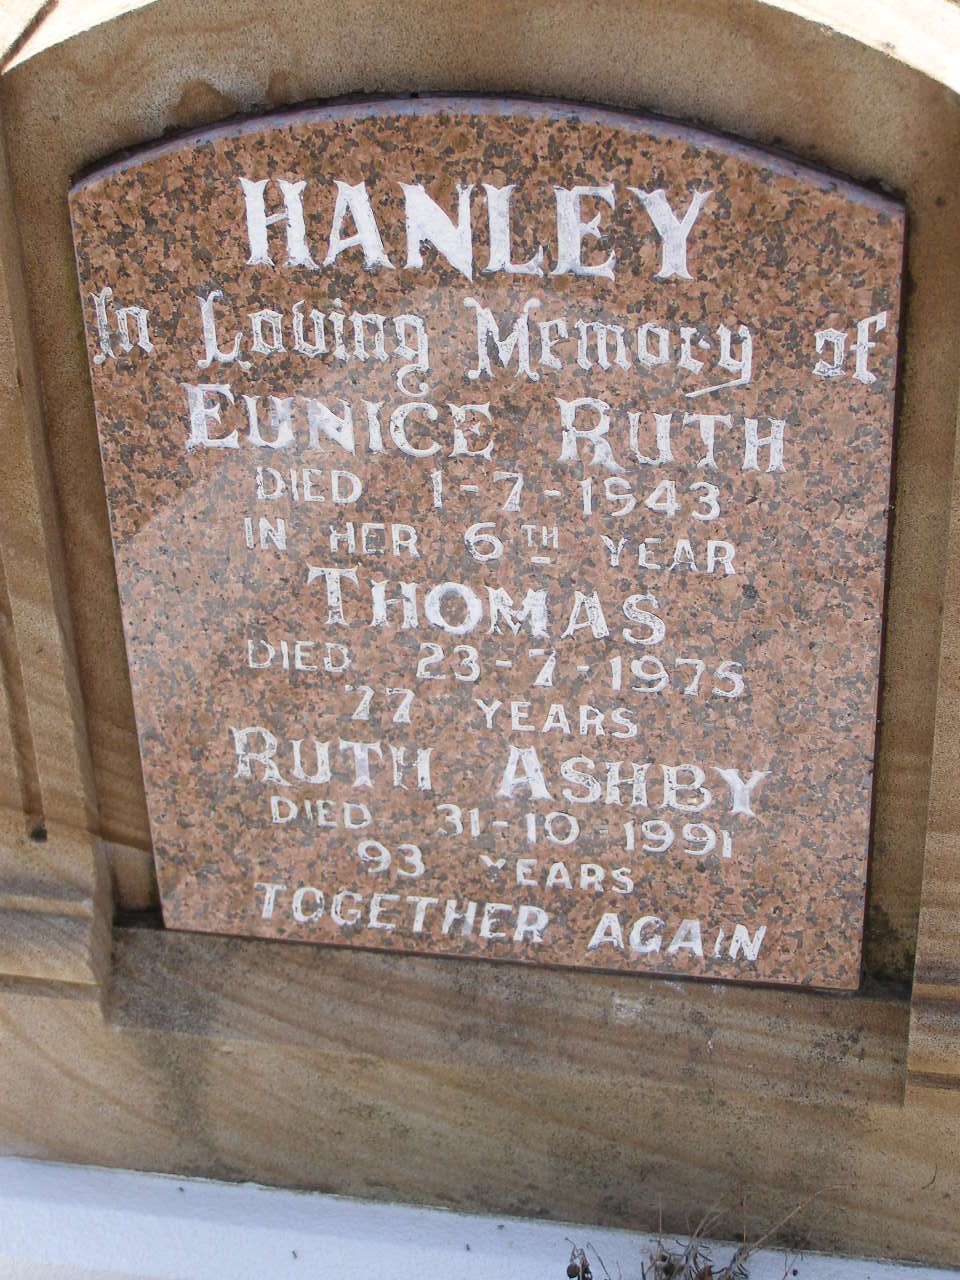 HANLEY
In Loving Memory of
EUNICE RUTH
DIED 1-7-1943
IN HER 6TH YEAR
THOMAS
DIED 23-7-1975
77 YEARS
RUTH ASHBY
DIED 31-10-1991
93 YEARS
TOGETHER AGAIN